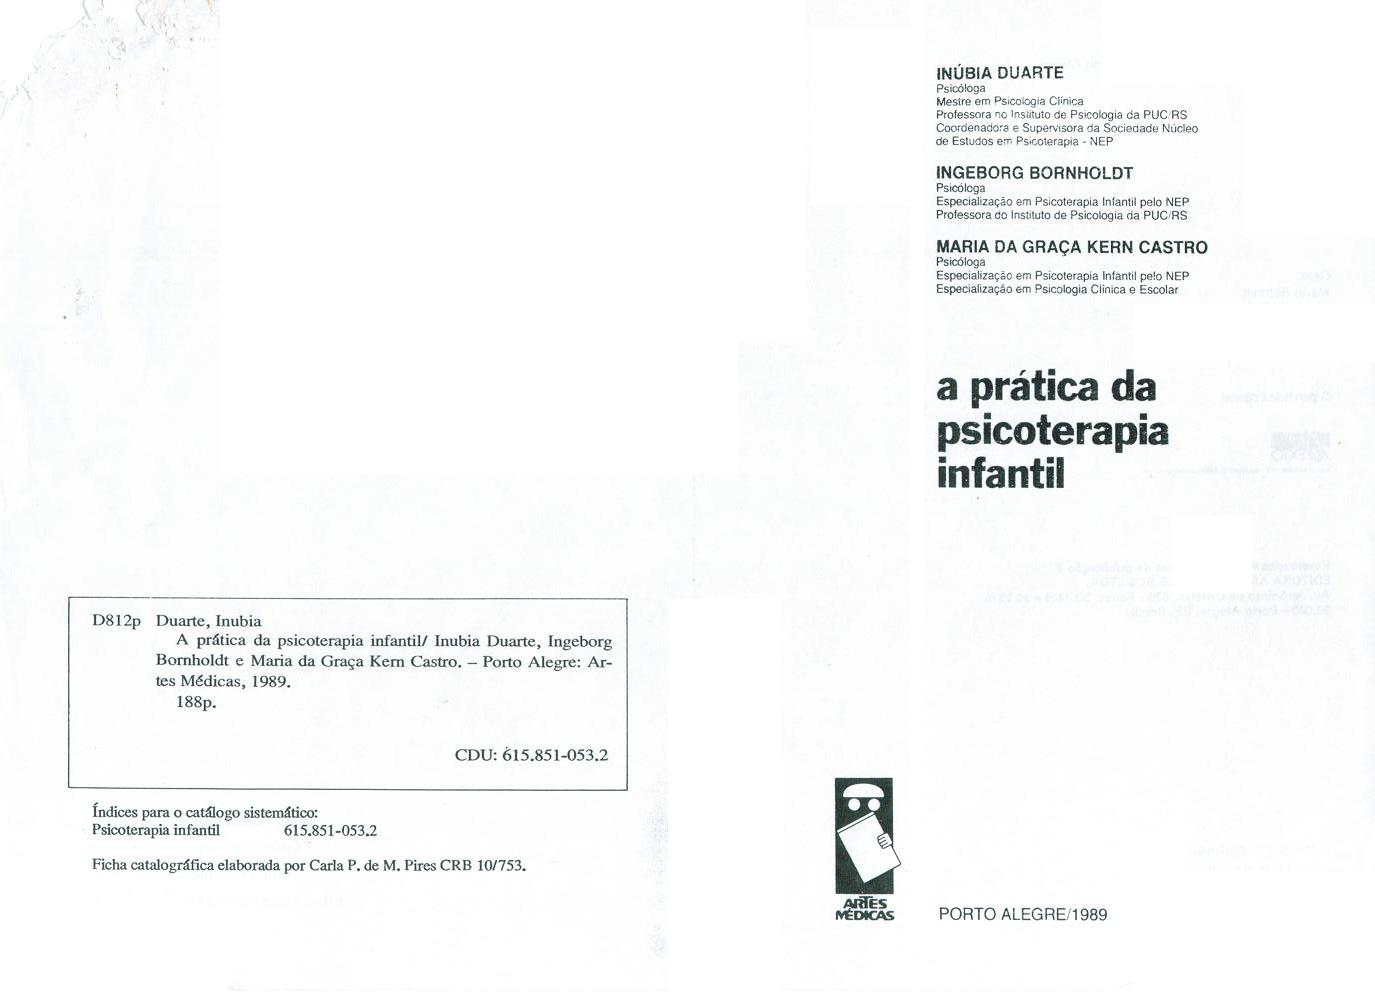 D812p Duarte, Inubia
A prática da psicoterapia infantil/ Inubia Duarte, Ingeborg
Bornholdt e Maria da Graça Kern Castro. – Porto Alegre: Ar-
tes Médicas, 1989.
188p.
CDU: 615.851-053.2
Índices para o catálogo sistemático:
Psicoterapia infantil 615.851-053.2
Ficha catalográfica elaborada por Carla P. de M. Pires CRB 10/753.
INÚBIA DUARTE
Psicóloga
Mestre em Psicologia Clínica
Professora no Instituto de Psicologia da PUC/RS
Coordenadora e Supervisora da Sociedade Núcleo
de Estudos em Psicoterapia - NEP
INGEBORG BORNHOLDT
Psicóloga
Especialização em Psicoterapia Infantil pelo NEP
Professora do Instituto de Psicologia da PUC/RS
MARIA DA GRAÇA KERN CASTRO
Psicóloga
Especialização em Psicoterapia Infantil pelo NEP
Especialização em Psicologia Clínica e Escolar
a prática da
psicoterapia
infantil
ARTES
MÉDICAS
PORTO ALEGRE/1989